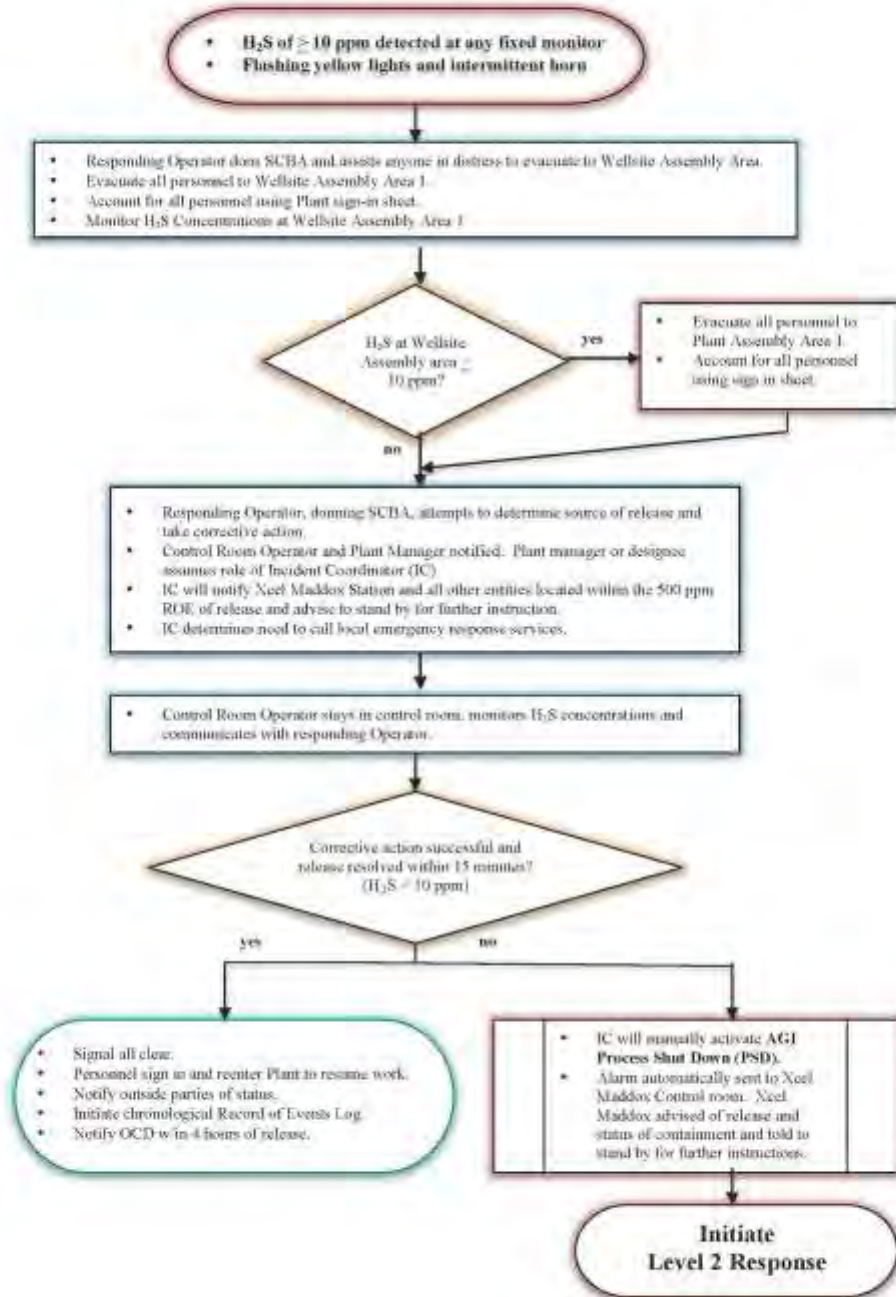 • H₂S of ≥ 10 ppm detected at any fixed monitor
• Flashing yellow lights and intermittent horn
• Responding Operator dons SCBA and assists anyone in distress to evacuate to Wellsite Assembly Area.
• Evacuate all personnel to Wellsite Assembly Area 1.
• Account for all personnel using Plant sign-in sheet.
• Monitor H₂S Concentrations at Wellsite Assembly Area 1
H₂S at Wellsite
Assembly area ≥
10 ppm?
yes
• Evacuate all personnel to
Plant Assembly Area 1
• Account for all personnel
using sign in sheet
no
• Responding Operator, donning SCBA, attempts to determine source of release and
take corrective action
• Control Room Operator and Plant Manager notified. Plant manager or designee
assumes role of Incident Coordinator (IC)
• IC will notify Xcel Maddox Station and all other entities located within the 500 ppm
ROE of release and advise to stand by for further instruction.
• IC determines need to call local emergency response services.
• Control Room Operator stays in control room, monitors H₂S concentrations and
communicates with responding Operator.
Corrective action successful and
release resolved within 15 minutes?
(H₂S 10 ppm)
yes
no
• Signal all clear.
• Personnel sign in and reenter Plant to resume work.
• Notify outside parties of status.
• Initiate chronological Record of Events Log.
• Notify OCD w/in 4 hours of release.
• IC will manually activate AGI
Process Shut Down (PSD).
• Alarm automatically sent to Xcel
Maddox Control room. Xcel
Maddox advised of release and
status of containment and told to
stand by for further instructions.
Initiate
Level 2 Response